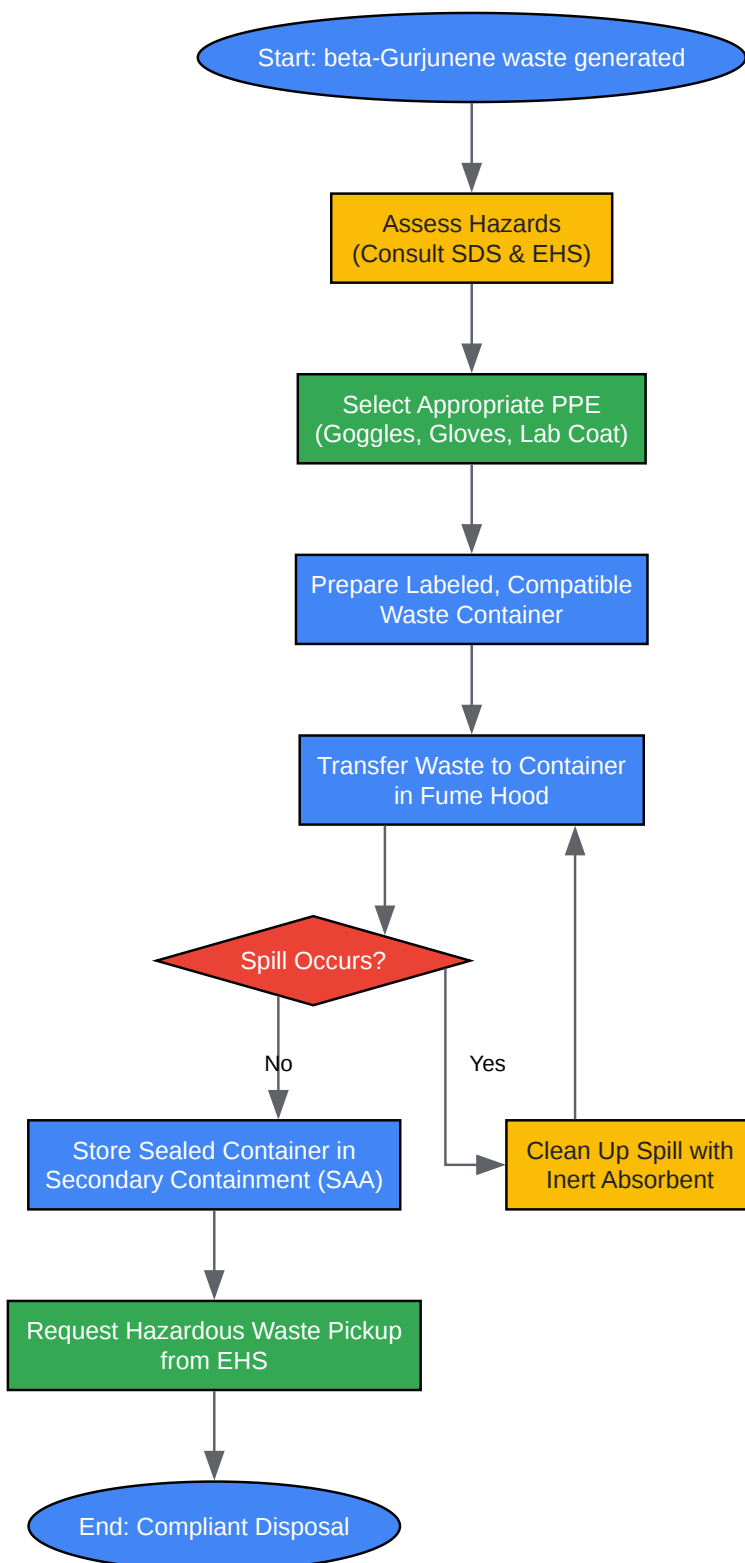 Start: beta-Gurjunene waste generated
Assess Hazards
(Consult SDS & EHS)
Select Appropriate PPE
(Goggles, Gloves, Lab Coat)
Prepare Labeled, Compatible
Waste Container
Transfer Waste to Container
in Fume Hood
Spill Occurs?
No
Yes
Store Sealed Container in
Secondary Containment (SAA)
Clean Up Spill with
Inert Absorbent
Request Hazardous Waste Pickup
from EHS
End: Compliant Disposal